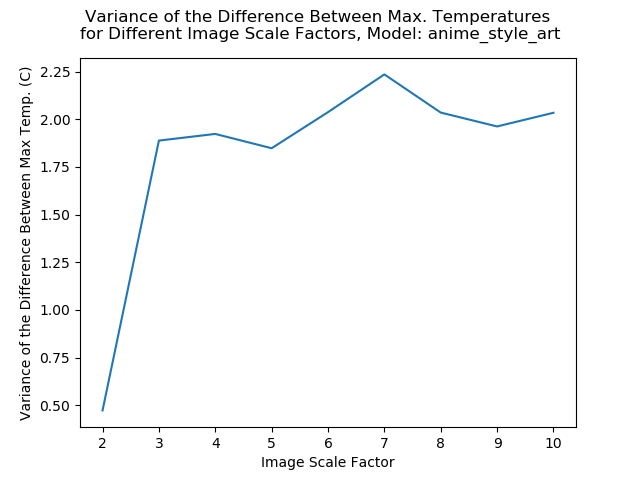 Variance of the Difference Between Max. Temperatures
for Different Image Scale Factors, Model: anime_style_art
Variance of the Difference Between Max Temp. (C)
2.25
2.00
1.75
1.50
1.25
1.00
0.75
0.50
2 3 4 5 6 7 8 9 10
Image Scale Factor